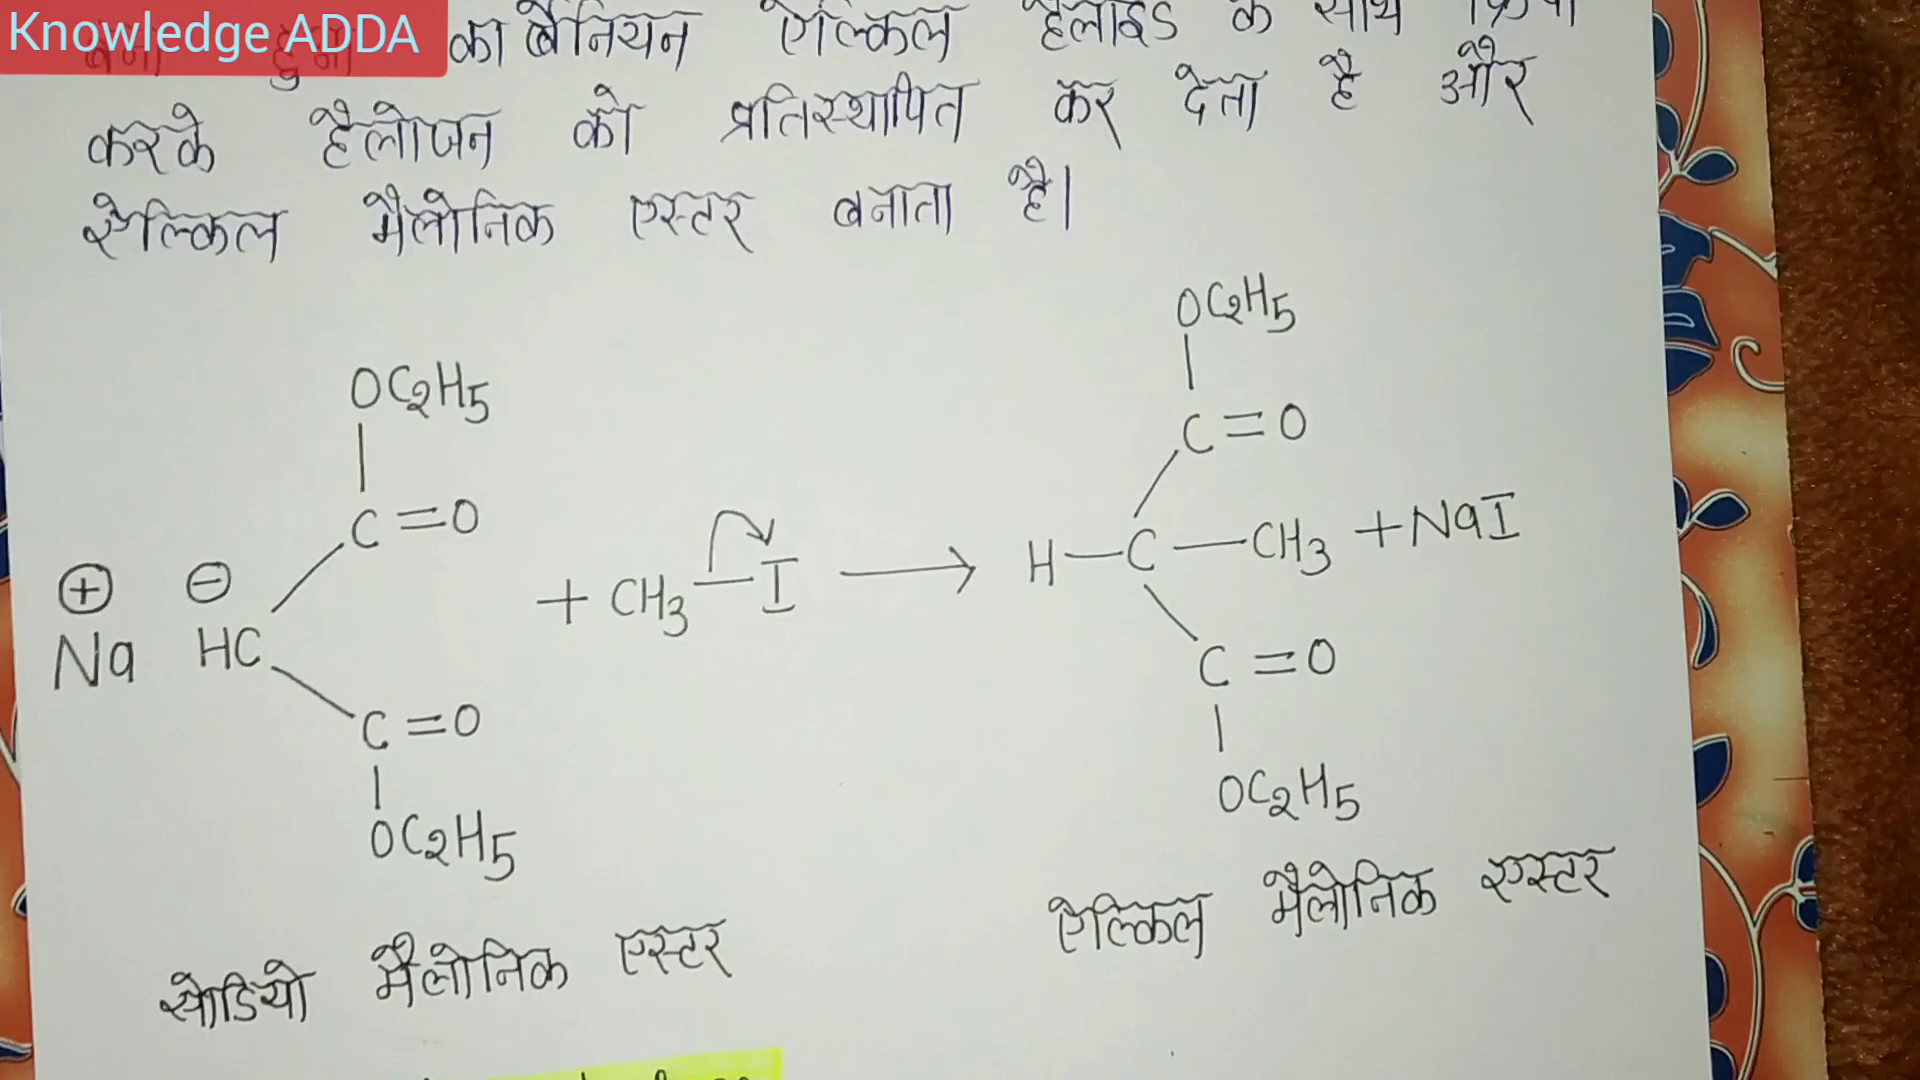 Knowledge ADDA
का र्बेनियन ऐल्किल हैलाइड के साथ
करके हैलोजन को प्रतिस्थापित कर देता है और
ऐल्किल मैलोनिक एस्टर बनाता है।
OC2H5
|
C=O
H—C—CH3 +NaI
C=O
|
OC2H5
OC2H5
|
C=O
⊕ ⊖
Na HC + CH3—I ⟶
C=O
|
OC2H5
ऐल्किल मैलोनिक एस्टर
सोडियो मैलोनिक एस्टर